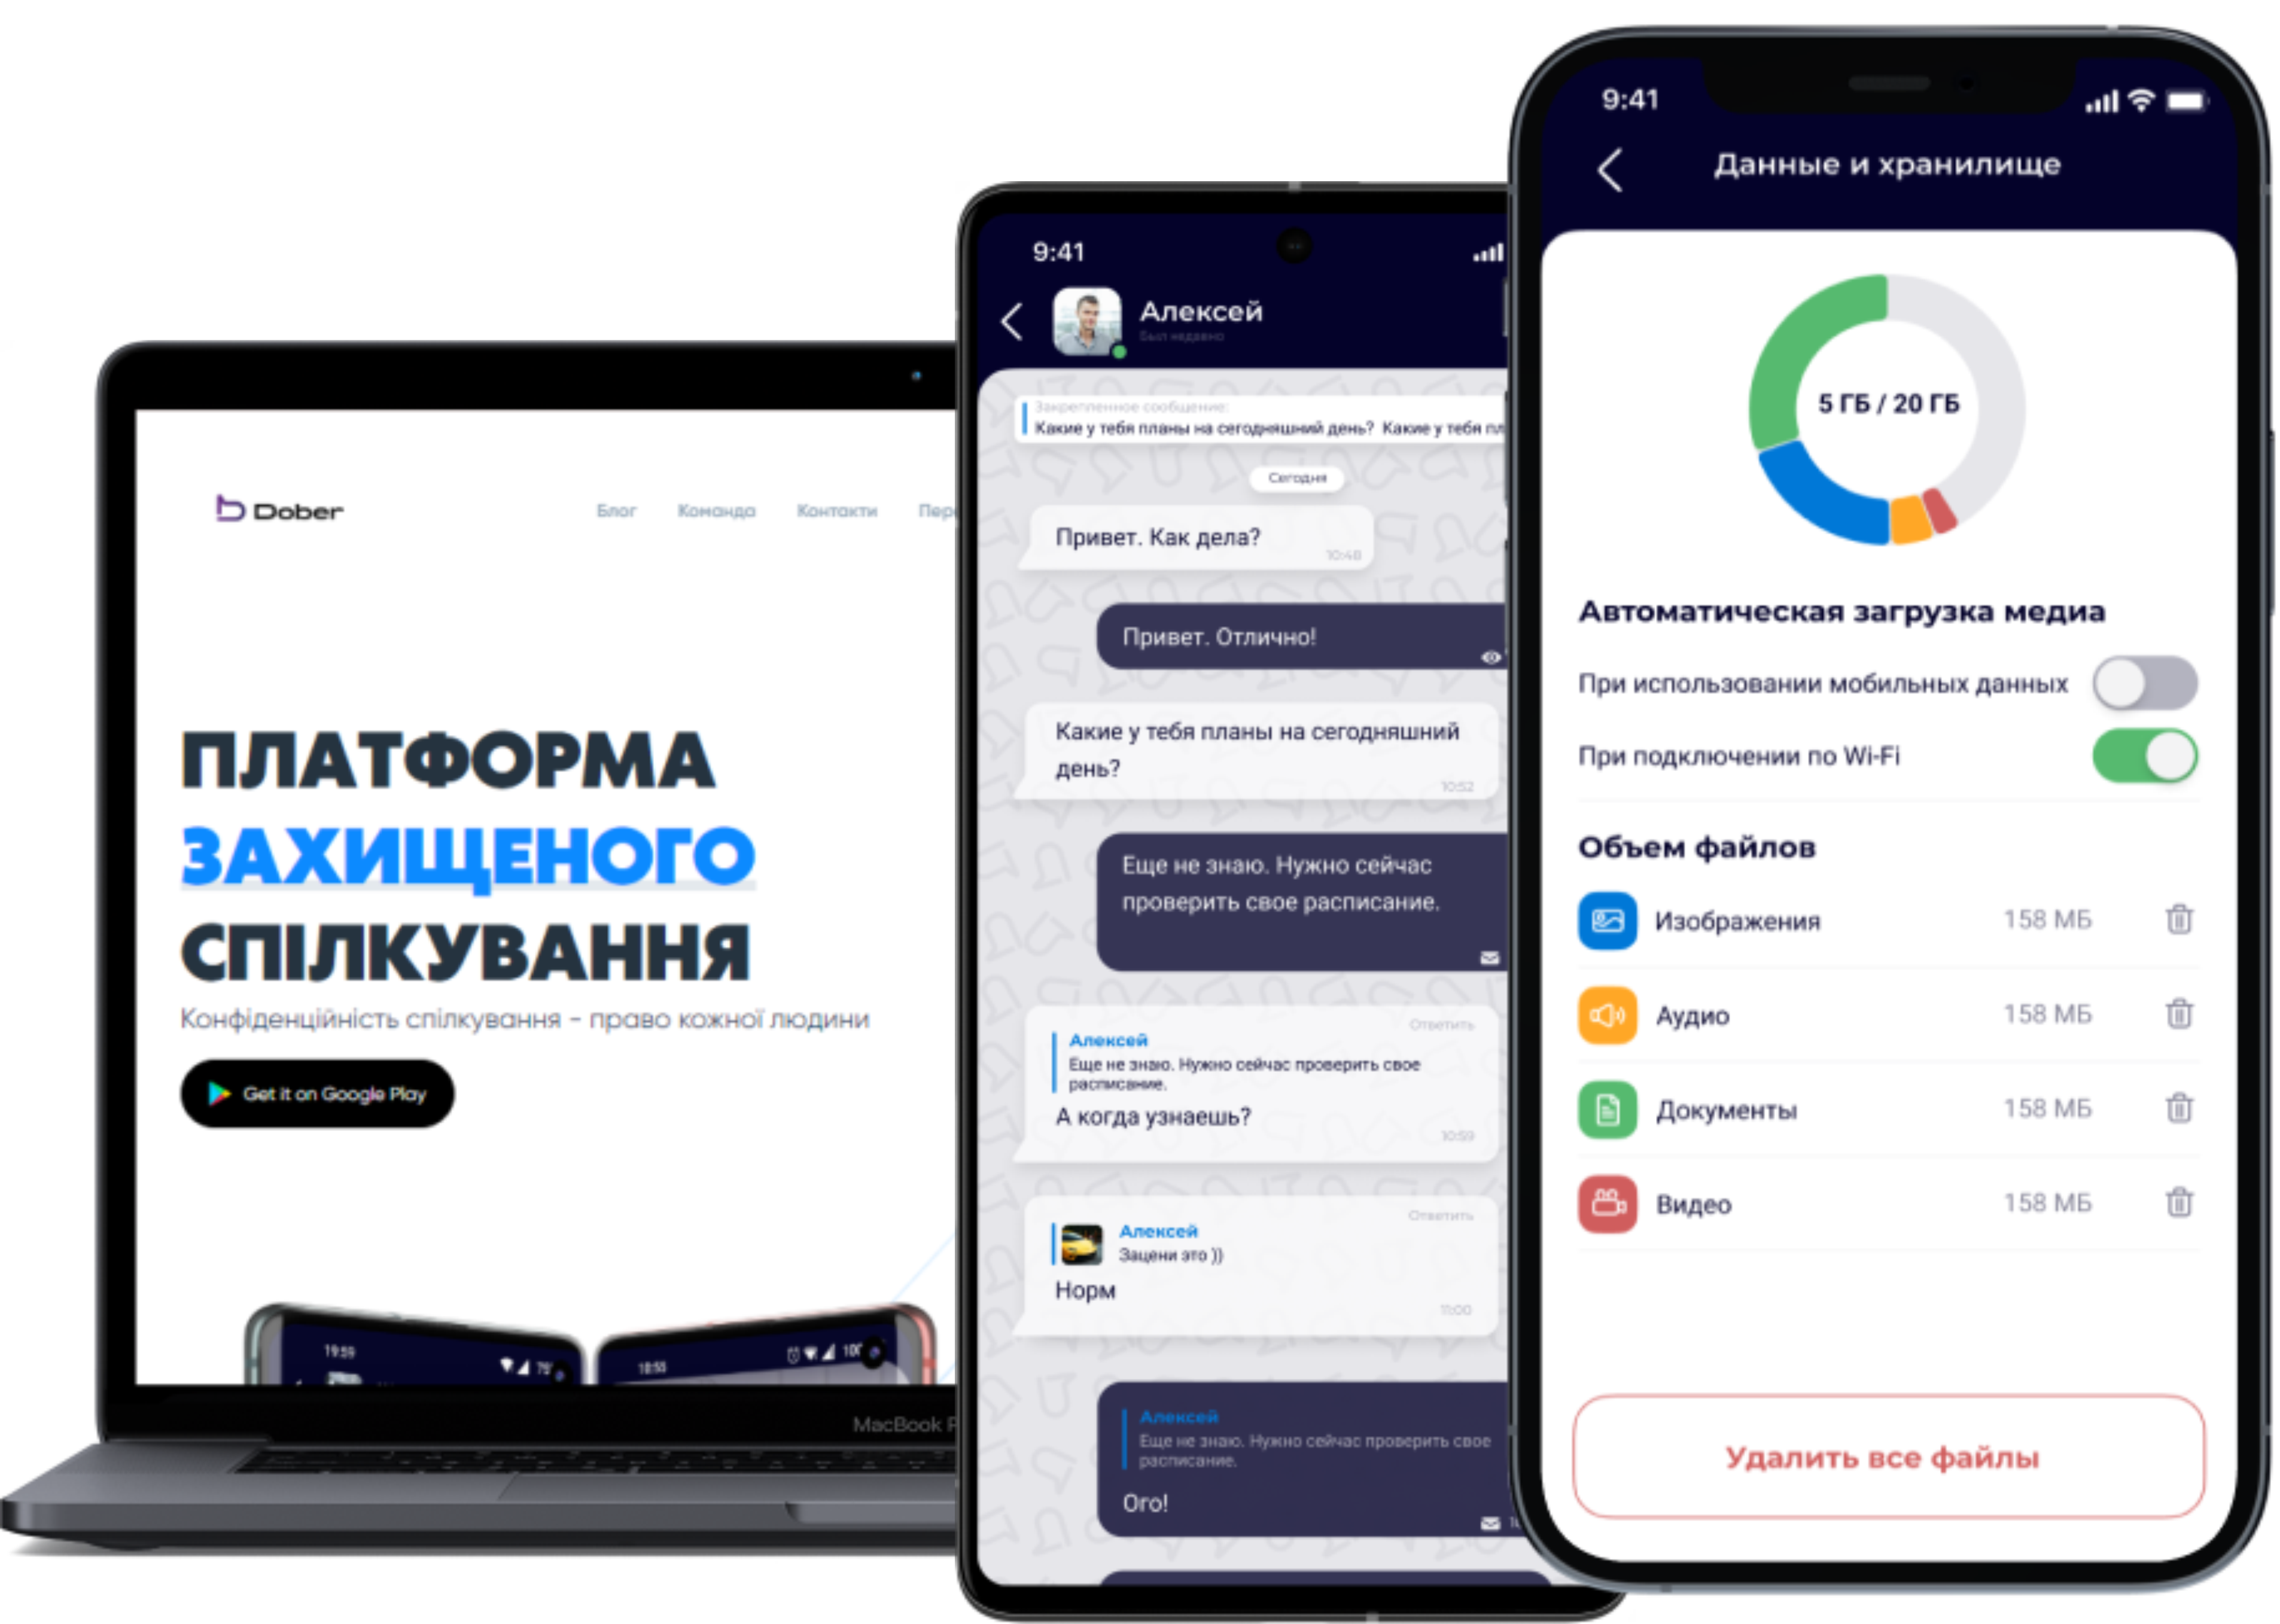 Dober
Блог Команда Контакти
ПЛАТФОРМА
ЗАХИЩЕНОГО
СПІЛКУВАННЯ
Конфіденційність спілкування - право кожної людини
Get it on Google Play
19:59
MacBook
9:41
Алексей
Был недавно
Закрепленное сообщение:
Какие у тебя планы на сегодняшний день? Какие у тебя
Сегодня
Привет. Как дела?
10:48
Привет. Отлично!
Какие у тебя планы на сегодняшний
день?
10:52
Еще не знаю. Нужно сейчас
проверить свое расписание.
Ответить
Алексей
Еще не знаю. Нужно сейчас проверить свое
расписание.
А когда узнаешь?
10:59
Ответить
Алексей
Зацени это ))
Норм
11:00
Алексей
Еще не знаю. Нужно сейчас проверить свое
расписание.
Ого!
9:41
Данные и хранилище
5 ГБ / 20 ГБ
Автоматическая загрузка медиа
При использовании мобильных данных
При подключении по Wi-Fi
Объем файлов
Изображения 158 МБ
Аудио 158 МБ
Документы 158 МБ
Видео 158 МБ
Удалить все файлы